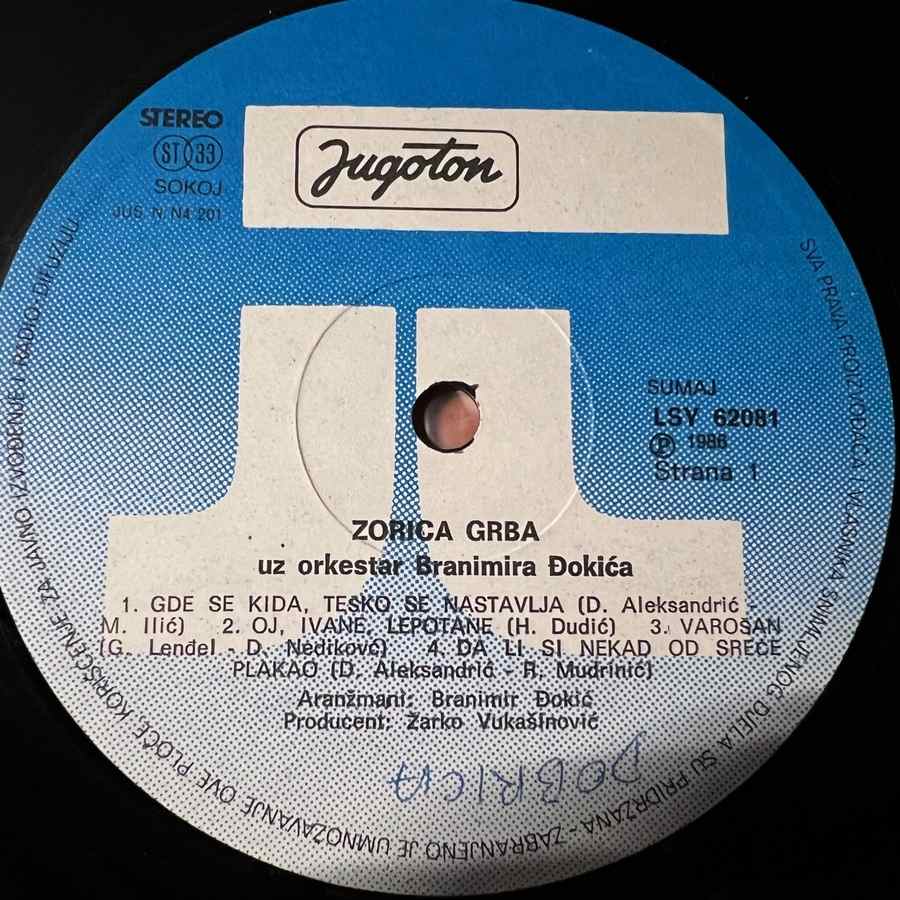 STEREO
ST 33
SOKOJ
JUS N N4 201
Jugoton
SUMAJ
LSY 62081
℗ 1986
Strana 1
ZORICA GRBA
uz orkestar Branimira Đokića
1. GDE SE KIDA, TEŠKO SE NASTAVLJA (D. Aleksandrić -
M. Ilić) 2. OJ, IVANE, LEPOTANE (H. Dudić) 3. VAROŠAN
(G. Lenđel - D. Nedikovć) 4. DA LI SI NEKAD OD SREĆE
PLAKAO (D. Aleksandrić - R. Mudrinić)
Aranžmani: Branimir Đokić
Producent: Žarko Vukašinović
DOBRICA
SVA PRAVA PROIZVOĐAČA I VLASNIKA SNIMLJENOG DJELA SU PRIDRŽANA - ZABRANJENO JE UMNOŽAVANJE OVE PLOČE, KORIŠĆENJE ZA JAVNO IZVOĐENJE I RADIO-DIFUZIJU